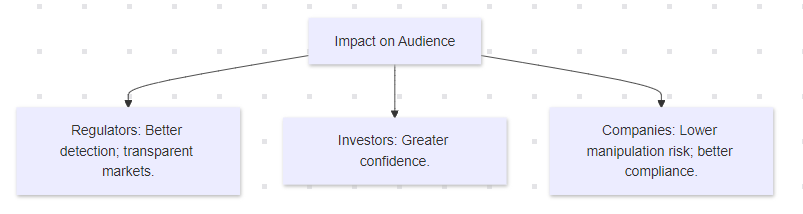 Impact on Audience
Regulators: Better
detection; transparent
markets.
Investors: Greater
confidence.
Companies: Lower
manipulation risk; better
compliance.